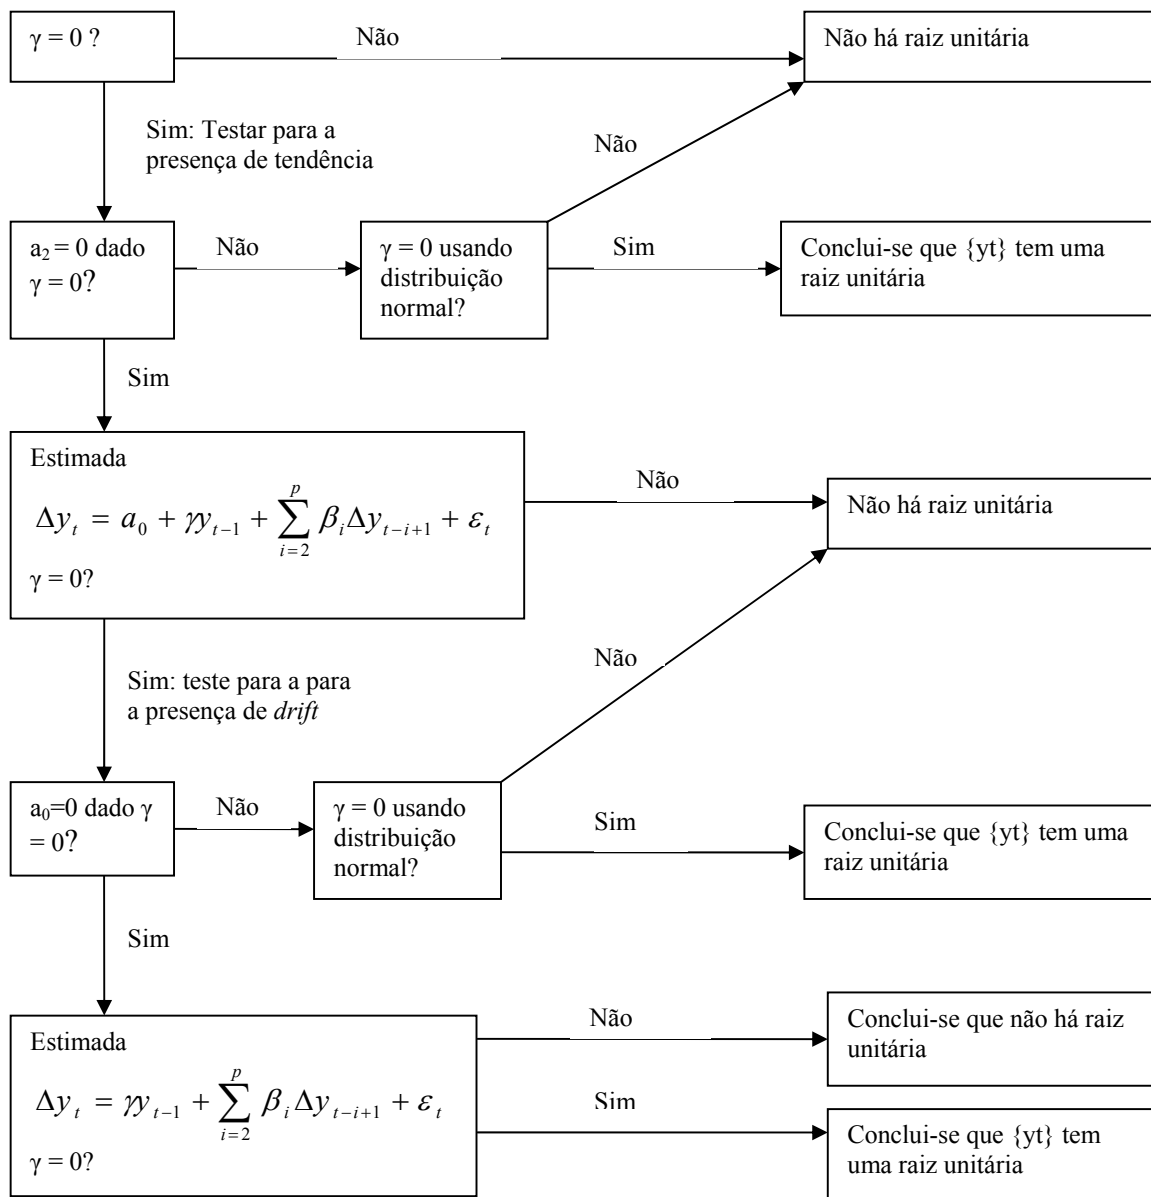 γ = 0 ?
Não
Não há raiz unitária
Sim: Testar para a
presença de tendência
Não
a₂ = 0 dado
γ = 0?
Não
γ = 0 usando
distribuição
normal?
Sim
Conclui-se que {yt} tem uma
raiz unitária
Sim
Estimada
Δy_t = a_0 + γy_{t-1} + ∑_{i=2}^{p} β_i Δy_{t-i+1} + ε_t
γ = 0?
Não
Não há raiz unitária
Sim: teste para a para
a presença de drift
Não
a₀=0 dado γ
= 0?
Não
γ = 0 usando
distribuição
normal?
Sim
Conclui-se que {yt} tem uma
raiz unitária
Sim
Estimada
Δy_t = γy_{t-1} + ∑_{i=2}^{p} β_i Δy_{t-i+1} + ε_t
γ = 0?
Não
Conclui-se que não há raiz
unitária
Sim
Conclui-se que {yt} tem
uma raiz unitária